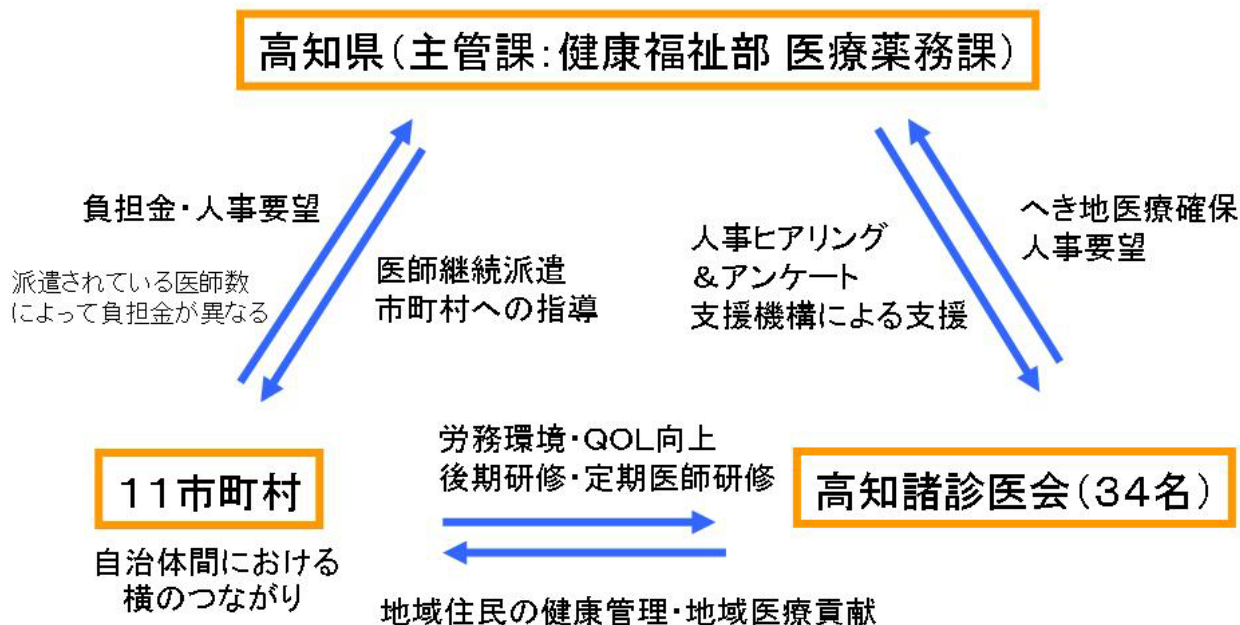 高知県(主管課:健康福祉部 医療薬務課)
負担金・人事要望
派遣されている医師数
によって負担金が異なる
医師継続派遣
市町村への指導
人事ヒアリング
&アンケート
支援機構による支援
へき地医療確保
人事要望
11市町村
自治体間における
横のつながり
労務環境・QOL向上
後期研修・定期医師研修
高知諸診医会(34名)
地域住民の健康管理・地域医療貢献